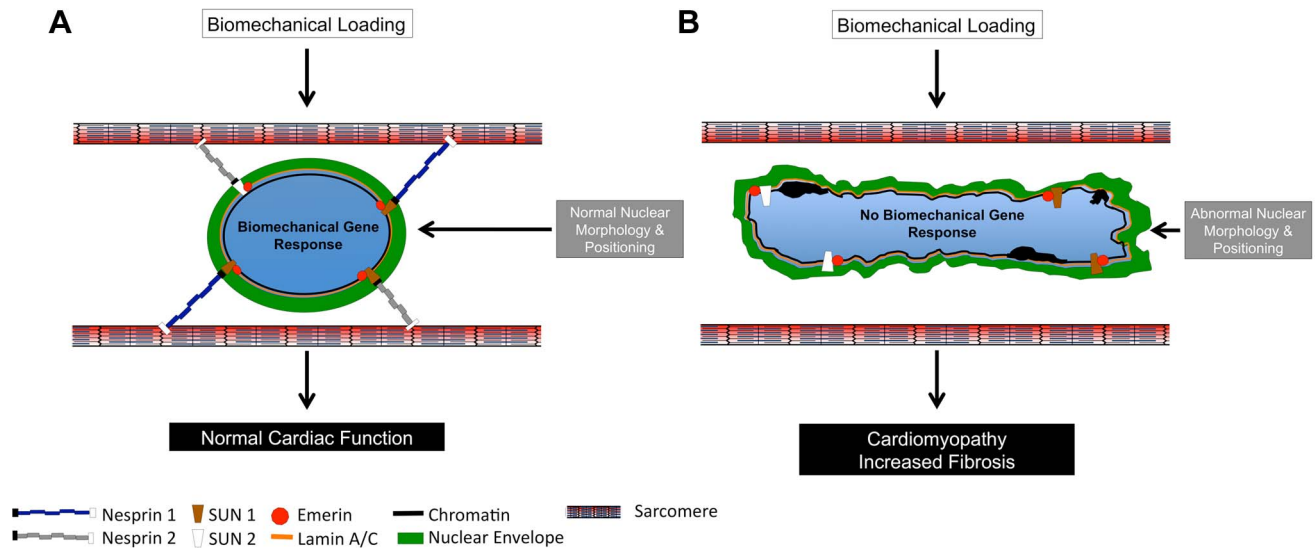 A
Biomechanical Loading
Biomechanical Gene
Response
Normal Nuclear
Morphology &
Positioning
Normal Cardiac Function
B
Biomechanical Loading
No Biomechanical Gene
Response
Abnormal Nuclear
Morphology &
Positioning
Cardiomyopathy
Increased Fibrosis
Nesprin 1
SUN 1
Emerin
Chromatin
Sarcomere
Nesprin 2
SUN 2
Lamin A/C
Nuclear Envelope